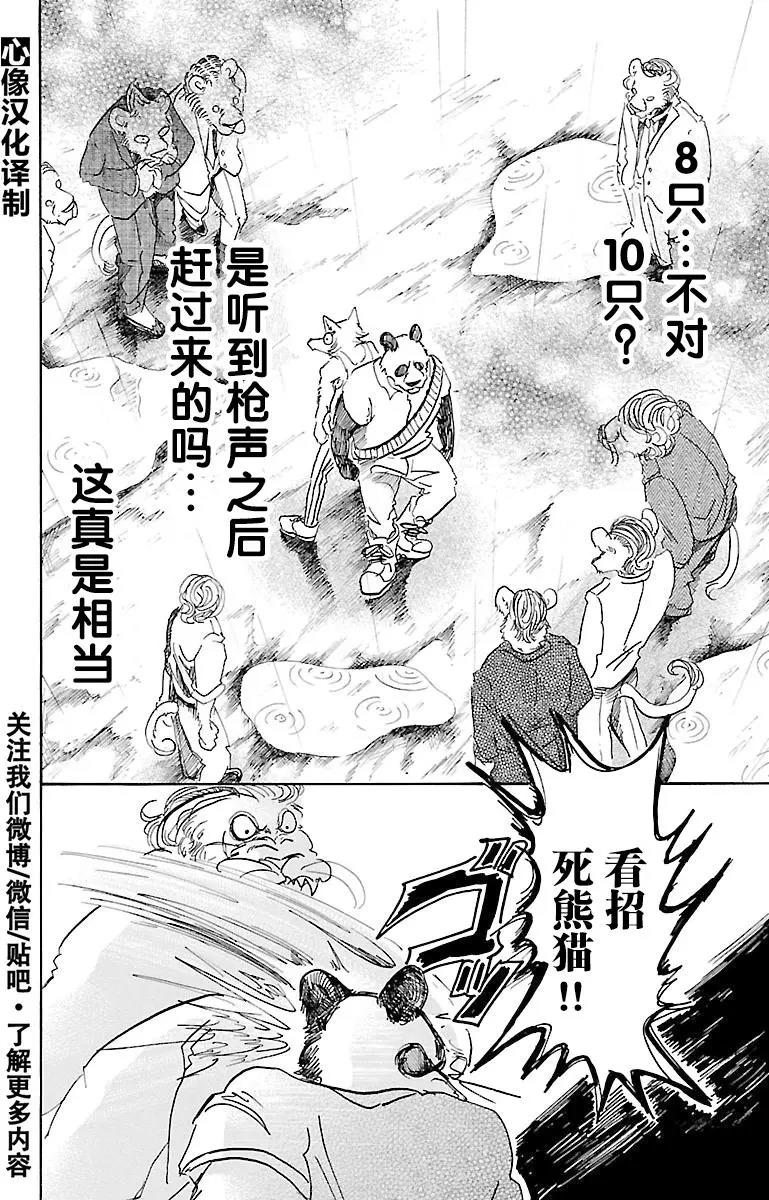 8只…不对
10只？
是听到枪声之后
赶过来的吗…
这真是相当
看招
死熊猫!!
ゴッ
心像汉化译制
关注我们微博/微信/贴吧·了解更多内容